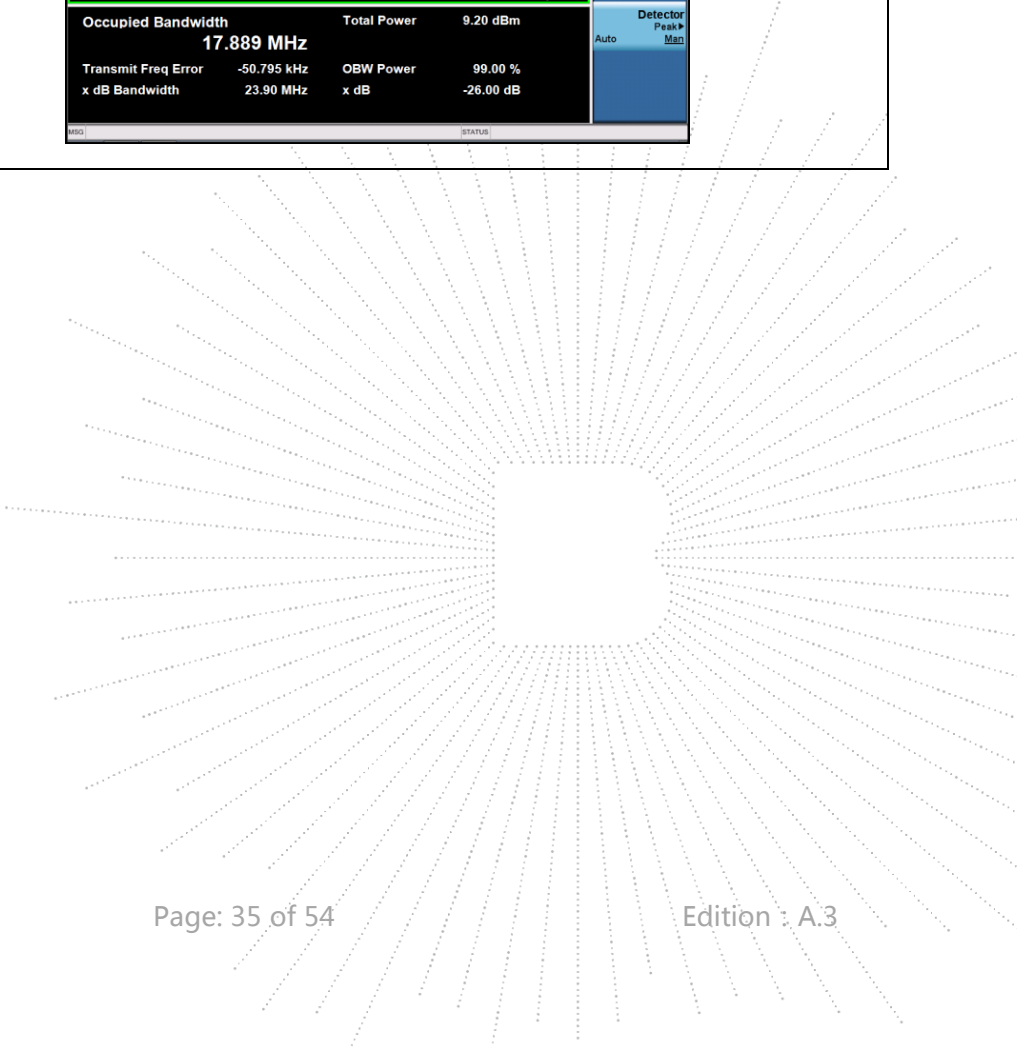 Occupied Bandwidth Total Power 9.20 dBm
17.889 MHz
Transmit Freq Error -50.795 kHz OBW Power 99.00 %
x dB Bandwidth 23.90 MHz x dB -26.00 dB
Detector
Peak▶
Auto Man
MSG STATUS
Page: 35 of 54 Edition：A.3